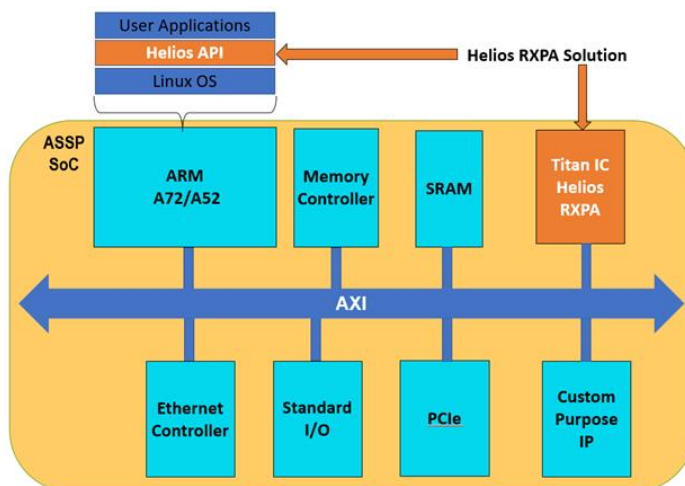 User Applications
Helios API
Linux OS
Helios RXPA Solution
ASSP
SoC
ARM
A72/A52
Memory
Controller
SRAM
Titan IC
Helios
RXPA
AXI
Ethernet
Controller
Standard
I/O
PCIe
Custom
Purpose
IP